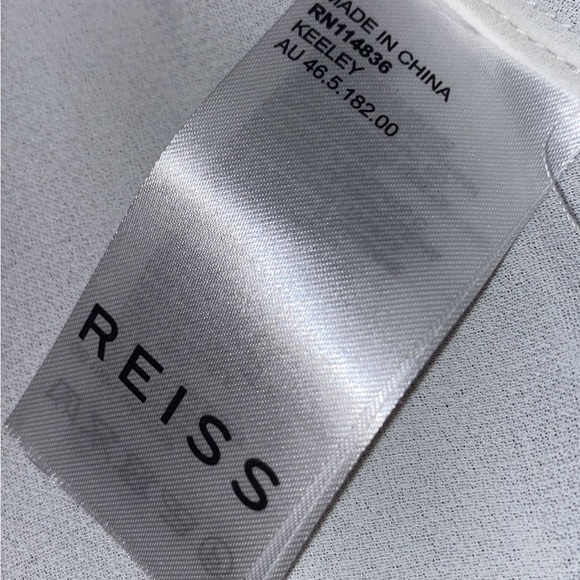 MADE IN CHINA
RN114836
KEELEY
AU 46.5.182.00
REISS